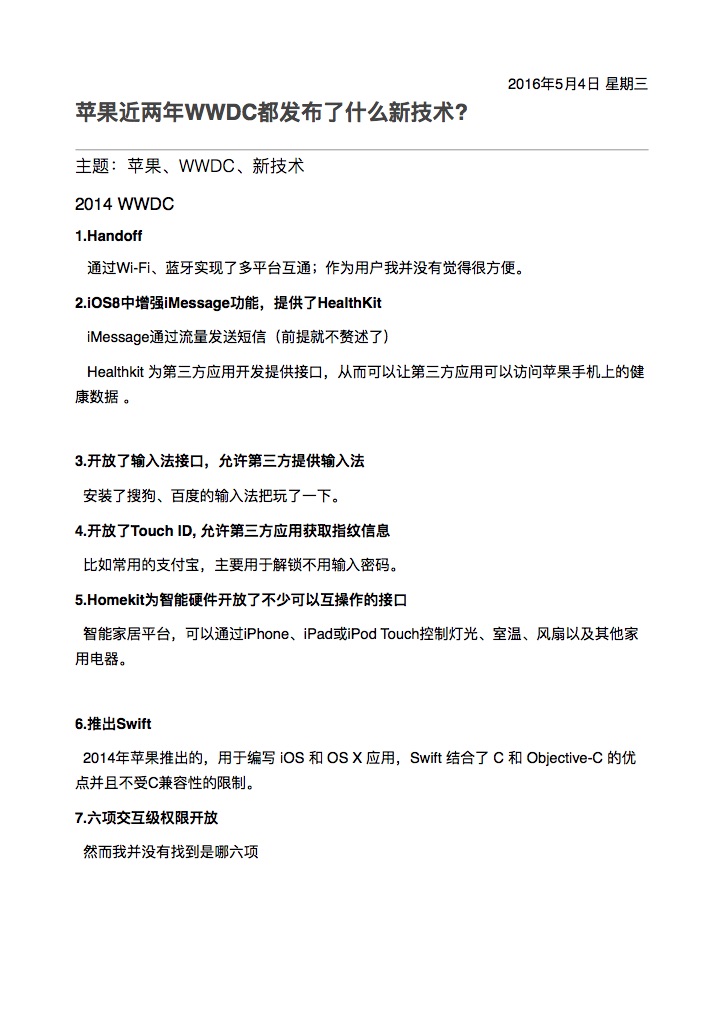 2016年5月4日 星期三
苹果近两年WWDC都发布了什么新技术?
主题：苹果、WWDC、新技术
2014 WWDC
1.Handoff
通过Wi-Fi、蓝牙实现了多平台互通；作为用户我并没有觉得很方便。
2.iOS8中增强iMessage功能，提供了HealthKit
iMessage通过流量发送短信（前提就不赘述了）
Healthkit 为第三方应用开发提供接口，从而可以让第三方应用可以访问苹果手机上的健
康数据 。
3.开放了输入法接口，允许第三方提供输入法
安装了搜狗、百度的输入法把玩了一下。
4.开放了Touch ID, 允许第三方应用获取指纹信息
比如常用的支付宝，主要用于解锁不用输入密码。
5.Homekit为智能硬件开放了不少可以互操作的接口
智能家居平台，可以通过iPhone、iPad或iPod Touch控制灯光、室温、风扇以及其他家
用电器。
6.推出Swift
2014年苹果推出的，用于编写 iOS 和 OS X 应用，Swift 结合了 C 和 Objective-C 的优
点并且不受C兼容性的限制。
7.六项交互级权限开放
然而我并没有找到是哪六项